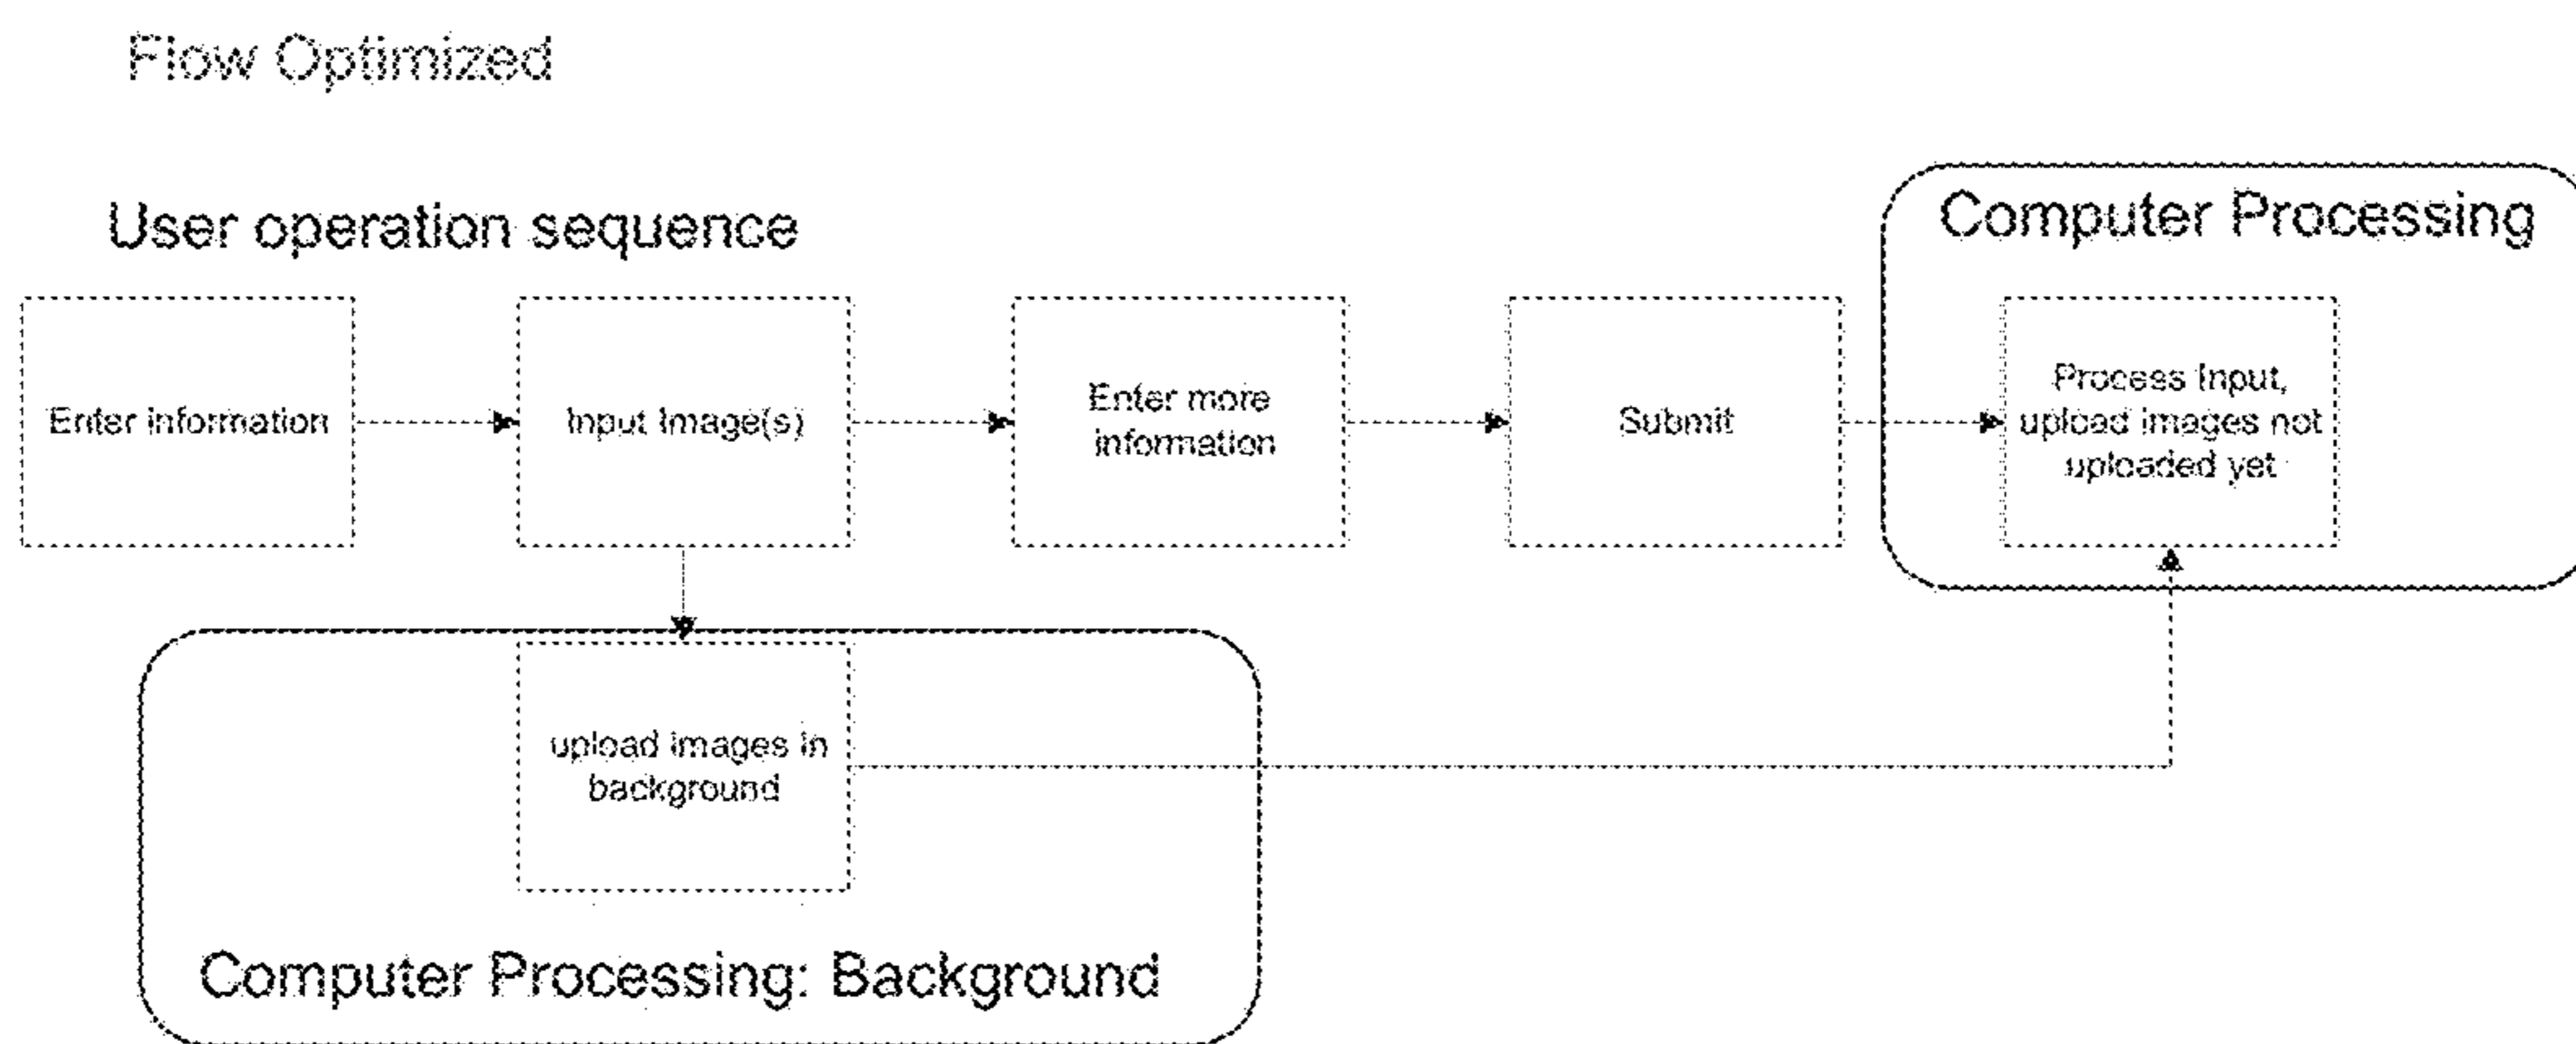 Flow Optimized
User operation sequence
Computer Processing
Enter information
Input Image(s)
Enter more
information
Submit
Process Input,
upload images not
uploaded yet
upload images in
background
Computer Processing: Background